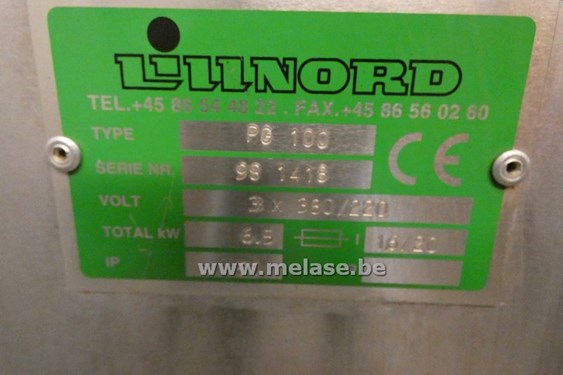 LILLNORD
TEL.+45 86 54 48 22 . FAX.+45 86 56 02 60
TYPE PG 100
SERIE NR. 98 1418 CE
VOLT 3 x 380/220
TOTAL kW 6.5 I 16/20
IP
www.melase.be